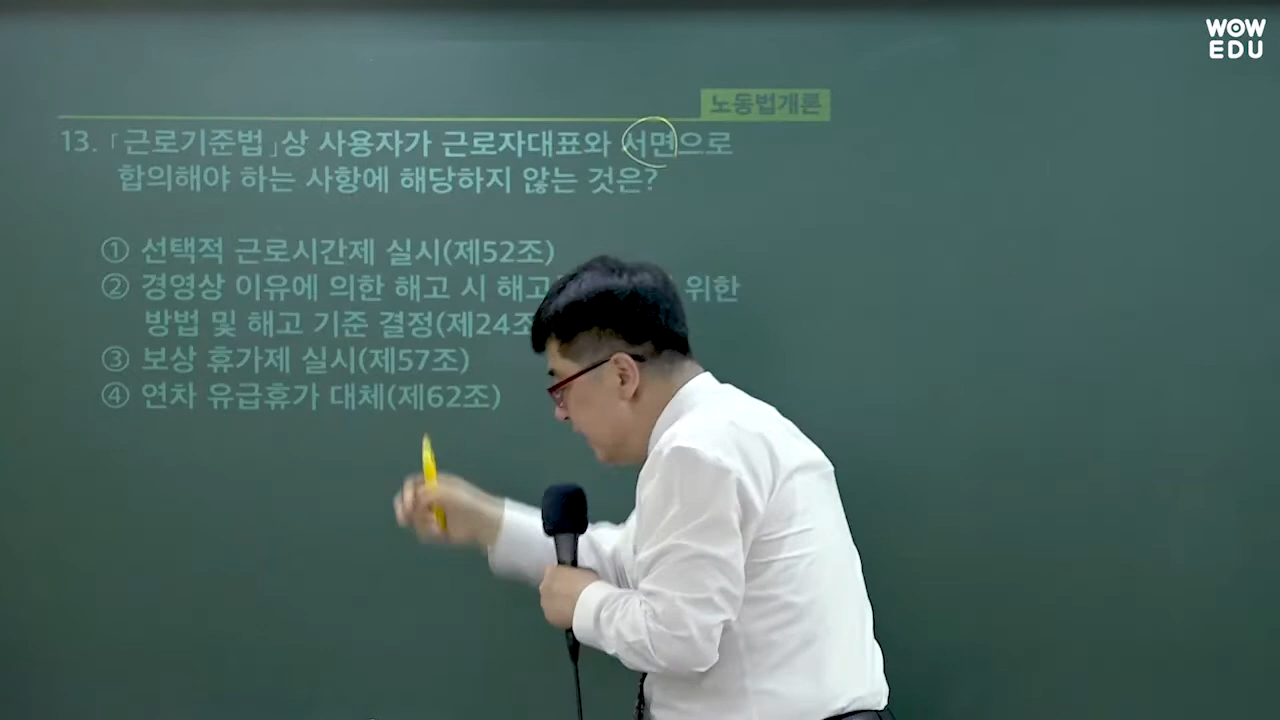 WOW
EDU
노동법개론
13. 「근로기준법」상 사용자가 근로자대표와 서면으로
합의해야 하는 사항에 해당하지 않는 것은?
① 선택적 근로시간제 실시(제52조)
② 경영상 이유에 의한 해고 시 해고 위한
방법 및 해고 기준 결정(제24조
③ 보상 휴가제 실시(제57조)
④ 연차 유급휴가 대체(제62조)